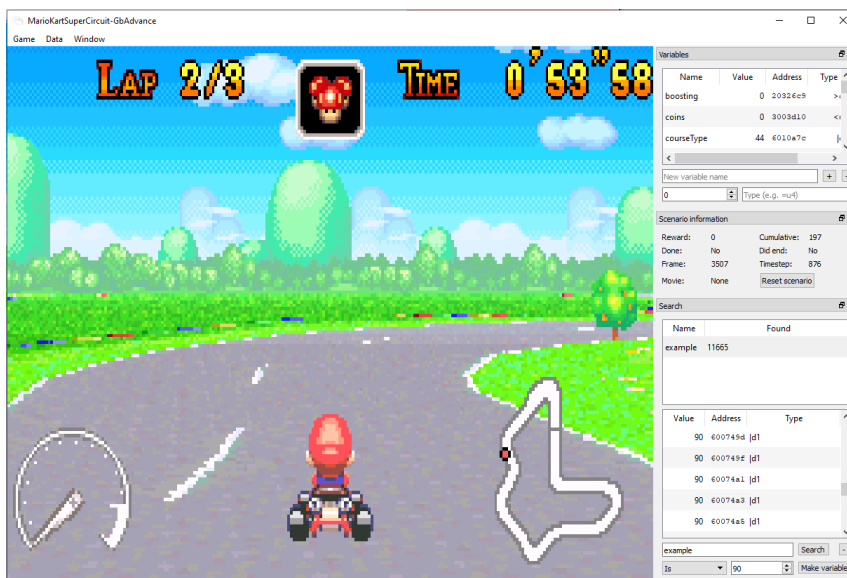 MarioKartSuperCircuit-GbAdvance
Game Data Window
LAP 2/3 TIME 0'53"58
Variables
Name Value Address Type
boosting 0 20326c9
coins 0 3003d10
courseType 44 6010a7c
New variable name +
0 Type (e.g. =u4)
Scenario information
Reward: 0 Cumulative: 197
Done: No Did end: No
Frame: 3507 Timestep: 876
Movie: None Reset scenario
Search
Name Found
example 11665
Value Address Type
90 600749d |d1
90 600749f |d1
90 60074a1 |d1
90 60074a3 |d1
90 60074a5 |d1
example Search -
Is 90 Make variable